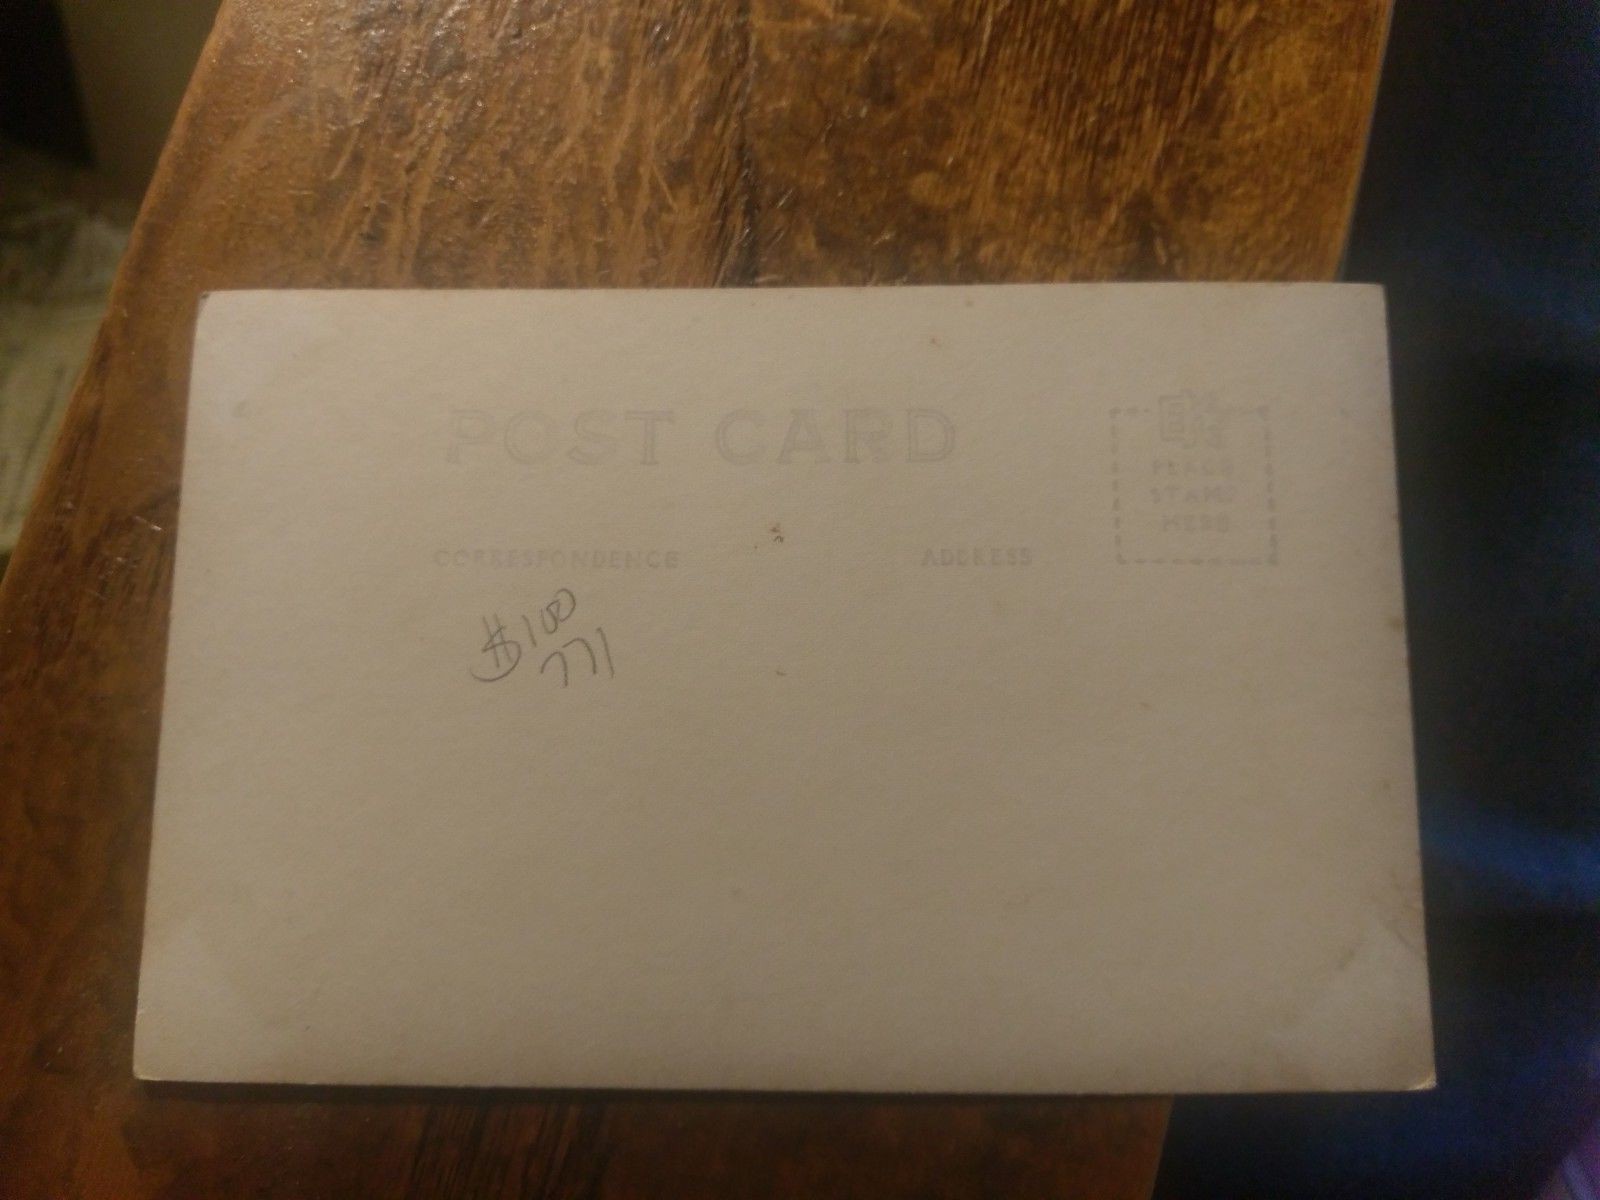 POST CARD
PLACE
STAMP
HERE
CORRESPONDENCE
ADDRESS
$100
771